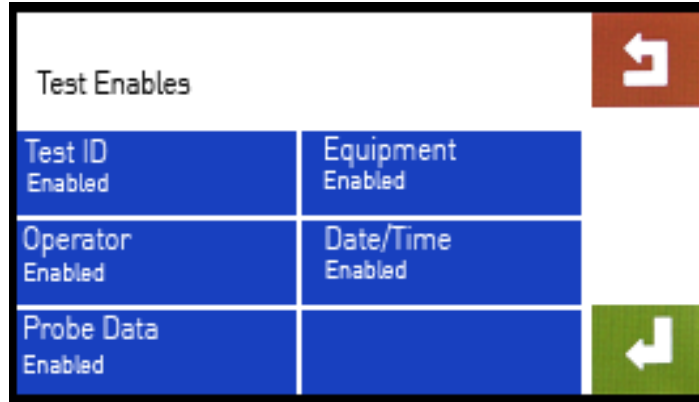 Test Enables
Test ID
Enabled
Equipment
Enabled
Operator
Enabled
Date/Time
Enabled
Probe Data
Enabled